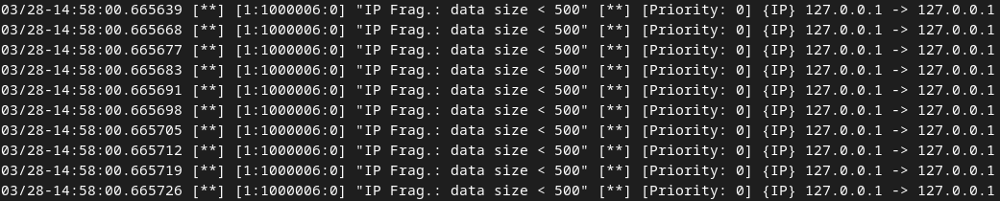 03/28-14:58:00.665639 [**] [1:1000006:0] "IP Frag.: data size < 500" [**] [Priority: 0] {IP} 127.0.0.1 -> 127.0.0.1
03/28-14:58:00.665668 [**] [1:1000006:0] "IP Frag.: data size < 500" [**] [Priority: 0] {IP} 127.0.0.1 -> 127.0.0.1
03/28-14:58:00.665677 [**] [1:1000006:0] "IP Frag.: data size < 500" [**] [Priority: 0] {IP} 127.0.0.1 -> 127.0.0.1
03/28-14:58:00.665683 [**] [1:1000006:0] "IP Frag.: data size < 500" [**] [Priority: 0] {IP} 127.0.0.1 -> 127.0.0.1
03/28-14:58:00.665691 [**] [1:1000006:0] "IP Frag.: data size < 500" [**] [Priority: 0] {IP} 127.0.0.1 -> 127.0.0.1
03/28-14:58:00.665698 [**] [1:1000006:0] "IP Frag.: data size < 500" [**] [Priority: 0] {IP} 127.0.0.1 -> 127.0.0.1
03/28-14:58:00.665705 [**] [1:1000006:0] "IP Frag.: data size < 500" [**] [Priority: 0] {IP} 127.0.0.1 -> 127.0.0.1
03/28-14:58:00.665712 [**] [1:1000006:0] "IP Frag.: data size < 500" [**] [Priority: 0] {IP} 127.0.0.1 -> 127.0.0.1
03/28-14:58:00.665719 [**] [1:1000006:0] "IP Frag.: data size < 500" [**] [Priority: 0] {IP} 127.0.0.1 -> 127.0.0.1
03/28-14:58:00.665726 [**] [1:1000006:0] "IP Frag.: data size < 500" [**] [Priority: 0] {IP} 127.0.0.1 -> 127.0.0.1